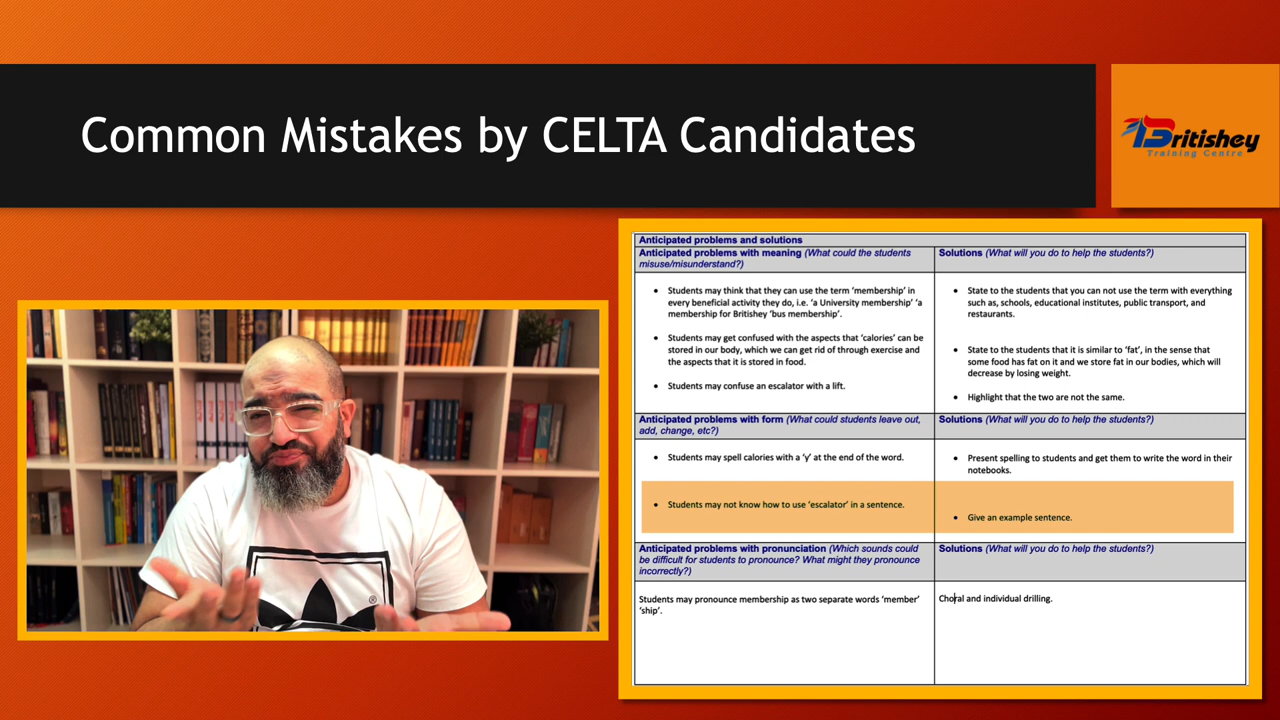 Common Mistakes by CELTA Candidates
Britishey
Training Centre
Anticipated problems and solutions
Anticipated problems with meaning (What could the students
misuse/misunderstand?)
Solutions (What will you do to help the students?)
• Students may think that they can use the term ‘membership’ in
every beneficial activity they do, i.e. ‘a University membership’ ‘a
membership for Britishey ‘bus membership’.
• Students may get confused with the aspects that ‘calories’ can be
stored in our body, which we can get rid of through exercise and
the aspects that it is stored in food.
• Students may confuse an escalator with a lift.
• State to the students that you can not use the term with everything
such as, schools, educational institutes, public transport, and
restaurants.
• State to the students that it is similar to ‘fat’, in the sense that
some food has fat on it and we store fat in our bodies, which will
decrease by losing weight.
• Highlight that the two are not the same.
Anticipated problems with form (What could students leave out,
add, change, etc?)
Solutions (What will you do to help the students?)
• Students may spell calories with a ‘y’ at the end of the word.
• Present spelling to students and get them to write the word in their
notebooks.
• Students may not know how to use ‘escalator’ in a sentence.
• Give an example sentence.
Anticipated problems with pronunciation (Which sounds could
be difficult for students to pronounce? What might they pronounce
incorrectly?)
Solutions (What will you do to help the students?)
Students may pronounce membership as two separate words ‘member’
‘ship’.
Choral and individual drilling.
®